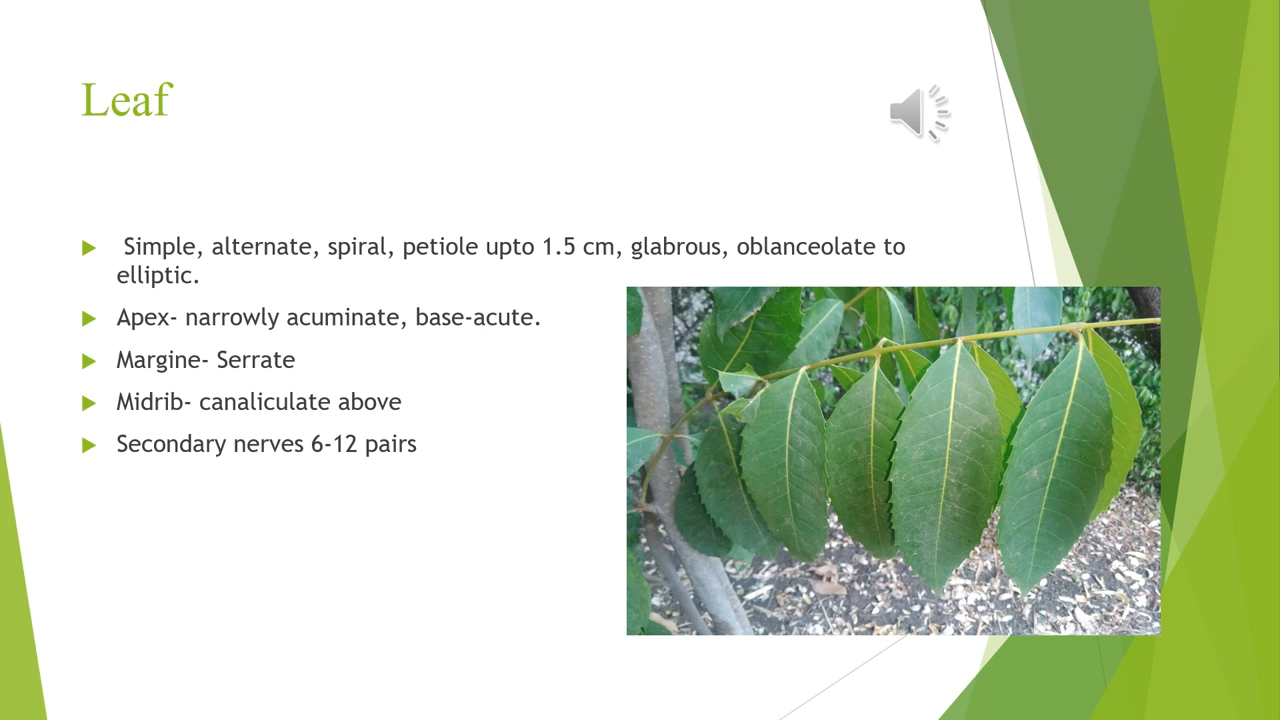 Leaf
Simple, alternate, spiral, petiole upto 1.5 cm, glabrous, oblanceolate to
elliptic.
Apex- narrowly acuminate, base-acute.
Margine- Serrate
Midrib- canaliculate above
Secondary nerves 6-12 pairs